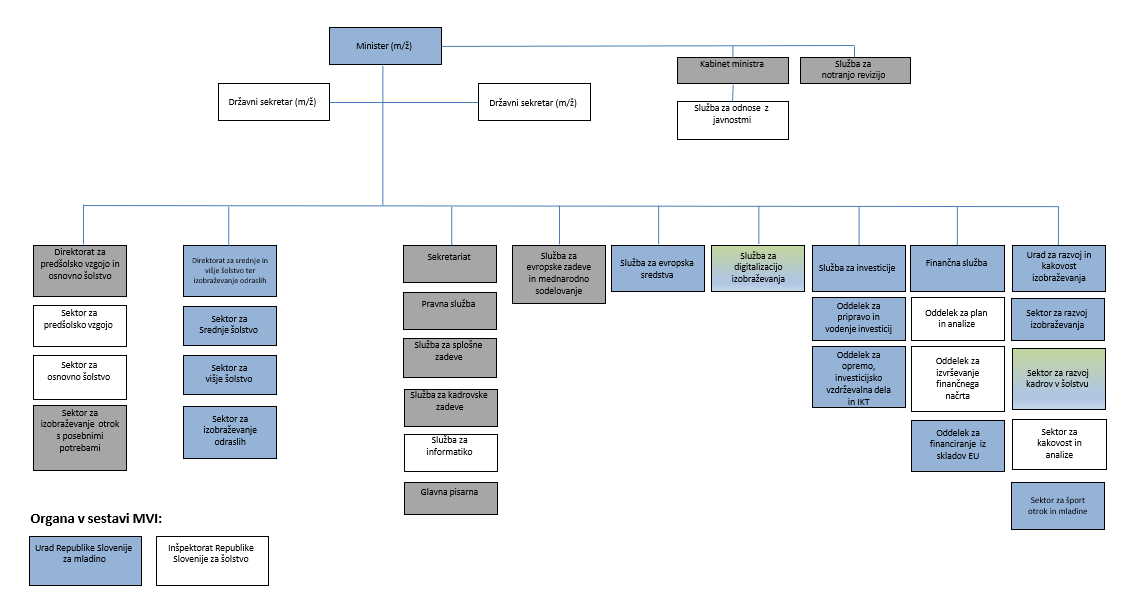 Minister (m/ž)
Kabinet ministra
Služba za
notranjo revizijo
Državni sekretar (m/ž)
Državni sekretar (m/ž)
Služba za odnose z
javnostmi
Direktorat za
predšolsko vzgojo in
osnovno šolstvo
Sektor za
predšolsko vzgojo
Sektor za
osnovno šolstvo
Sektor za
izobraževanje otrok
s posebnimi
potrebami
Direktorat za srednje in
višje šolstvo ter
izobraževanje odraslih
Sektor za
Srednje šolstvo
Sektor za
višje šolstvo
Sektor za
izobraževanje
odraslih
Sekretariat
Pravna služba
Služba za splošne
zadeve
Služba za kadrovske
zadeve
Služba za
informatiko
Glavna pisarna
Služba za
evropske zadeve
in mednarodno
sodelovanje
Služba za evropska
sredstva
Služba za
digitalizacijo
izobraževanja
Služba za investicije
Oddelek za
pripravo in
vodenje investicij
Oddelek za
opremo,
investicijsko
vzdrževalna dela
in IKT
Finančna služba
Oddelek za plan
in analize
Oddelek za
izvrševanje
finančnega
načrta
Oddelek za
financiranje iz
skladov EU
Urad za razvoj in
kakovost
izobraževanja
Sektor za razvoj
izobraževanja
Sektor za razvoj
kadrov v šolstvu
Sektor za
kakovost in
analize
Sektor za šport
otrok in mladine
Organa v sestavi MVI:
Urad Republike Slovenije
za mladino
Inšpektorat Republike
Slovenije za šolstvo